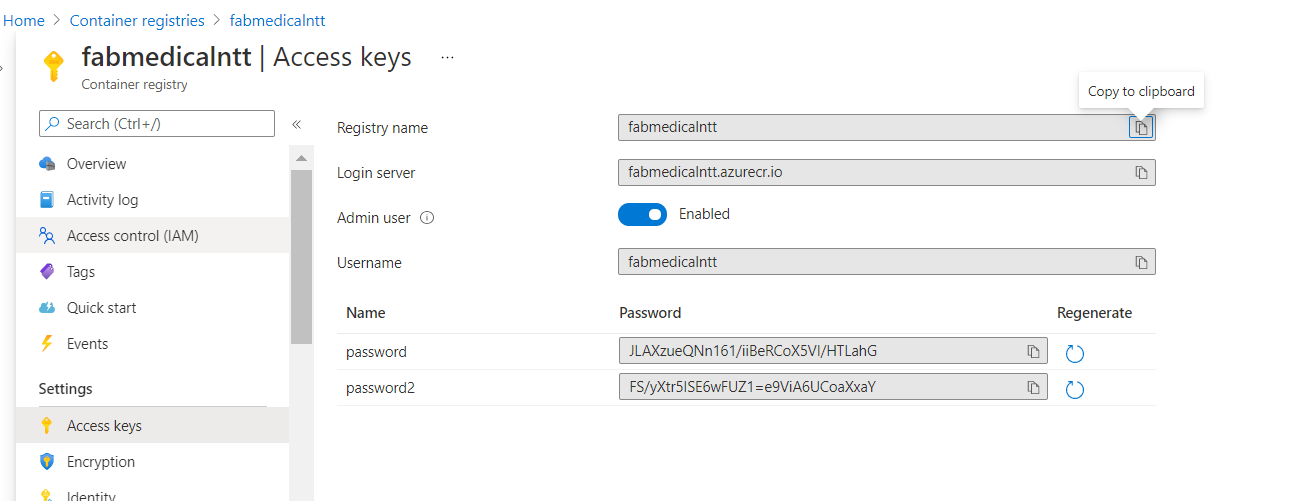 Home > Container registries > fabmedicalntt
fabmedicalntt | Access keys ...
Container registry
Copy to clipboard
Search (Ctrl+/)
«
Overview
Activity log
Access control (IAM)
Tags
Quick start
Events
Settings
Access keys
Encryption
Identity
Registry name fabmedicalntt
Login server fabmedicalntt.azurecr.io
Admin user Enabled
Username fabmedicalntt
Name Password Regenerate
password JLAXzueQNn161/iiBeRCoX5VI/HTLahG
password2 FS/yXtr5ISE6wFUZ1=e9ViA6UCoaXxaY